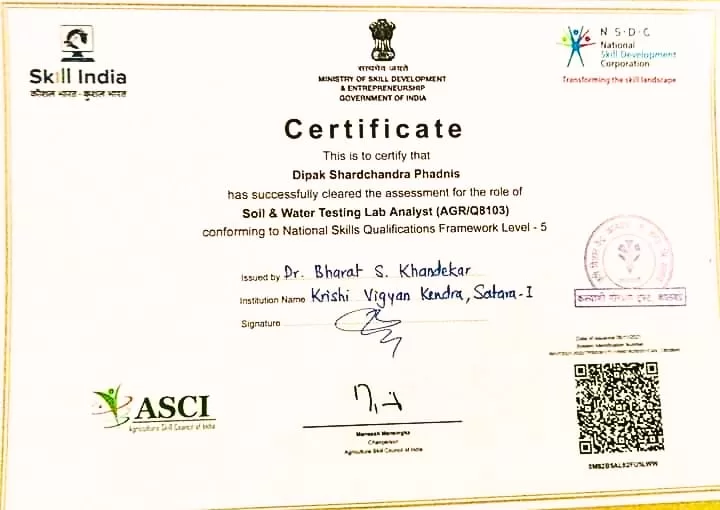 Skill India
कौशल भारत - कुशल भारत
सत्यमेव जयते
MINISTRY OF SKILL DEVELOPMENT
& ENTREPRENEURSHIP
GOVERNMENT OF INDIA
N · S · D · C
National
Skill Development
Corporation
Transforming the skill landscape
Certificate
This is to certify that
Dipak Shardchandra Phadnis
has successfully cleared the assessment for the role of
Soil & Water Testing Lab Analyst (AGR/Q8103)
conforming to National Skills Qualifications Framework Level - 5
Issued by Dr. Bharat S. Khandekar
Institution Name Krishi Vigyan Kendra, Satara-I
Signature
Date of issuance
ASCI
Agriculture Skill Council of India
Chairperson
Agriculture Skill Council of India